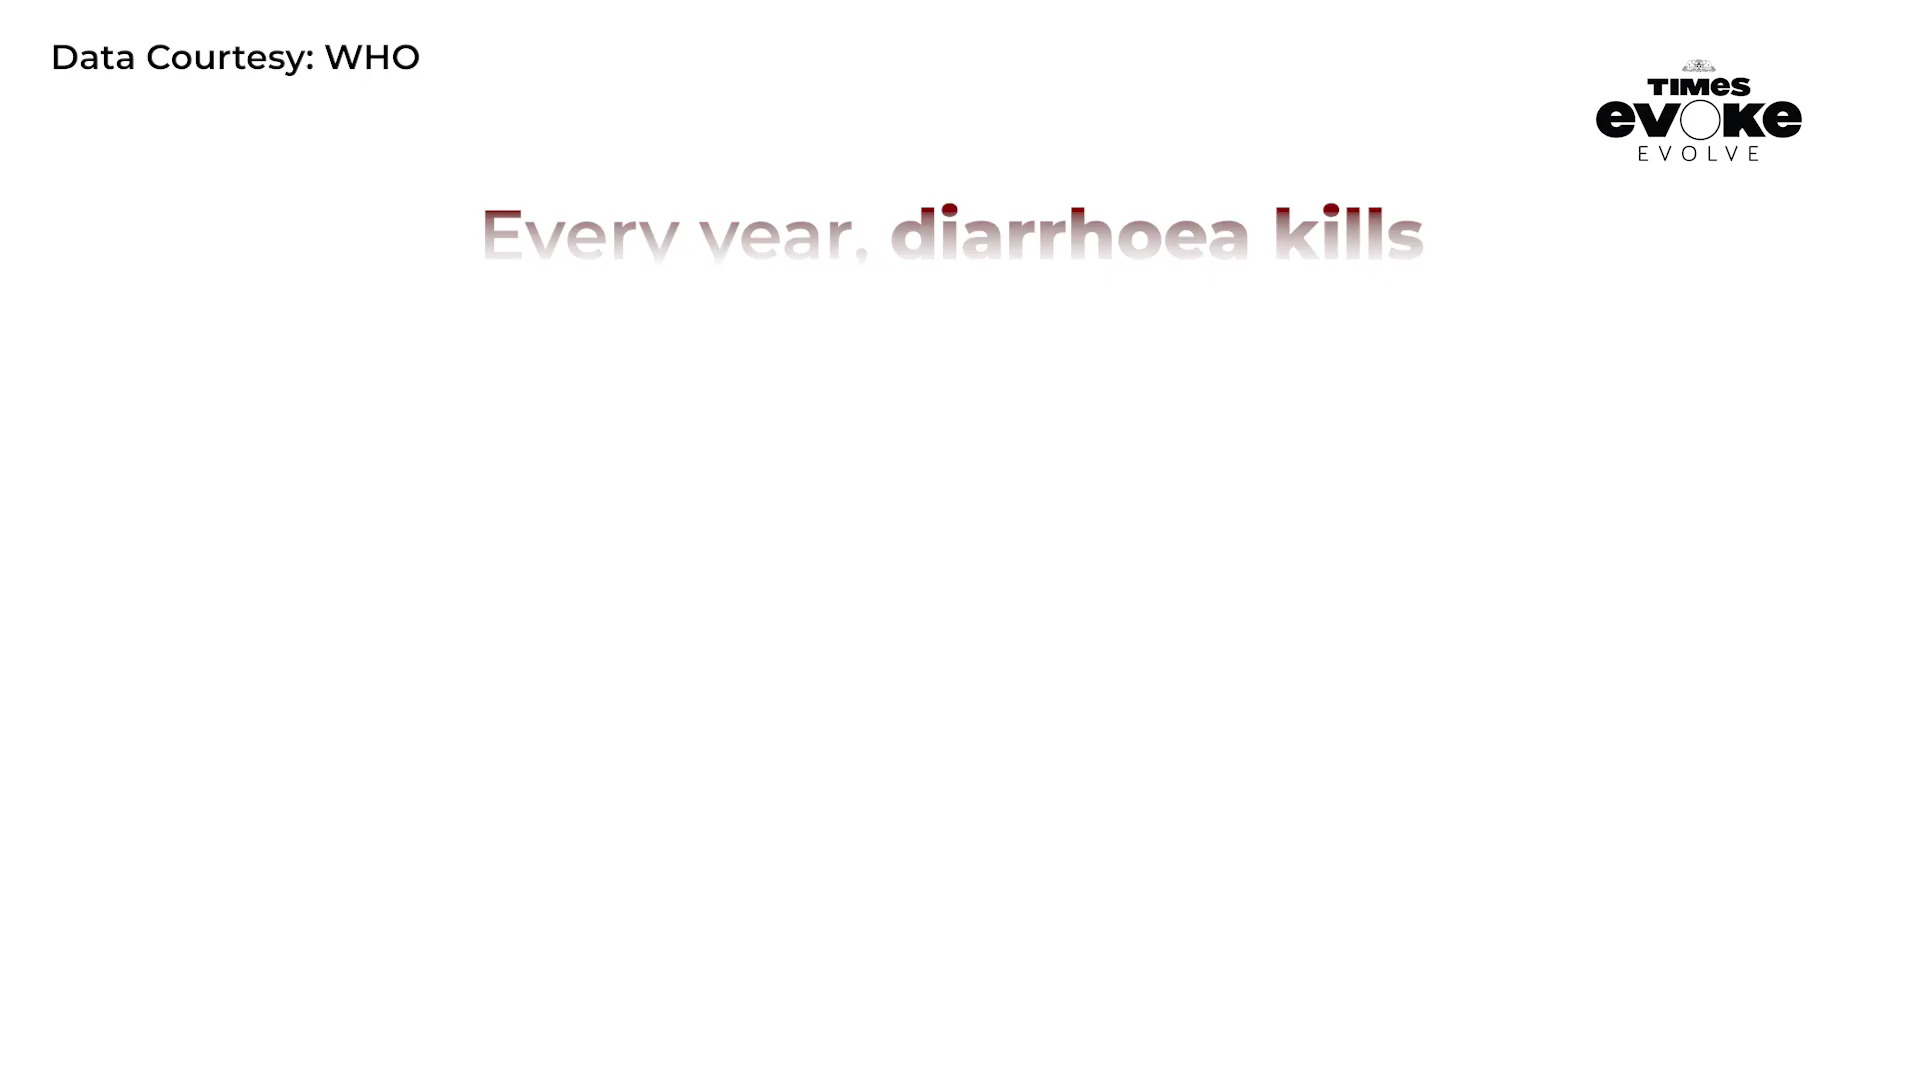 Data Courtesy: WHO
TIMES
evoke
EVOLVE
Every year, diarrhoea kills